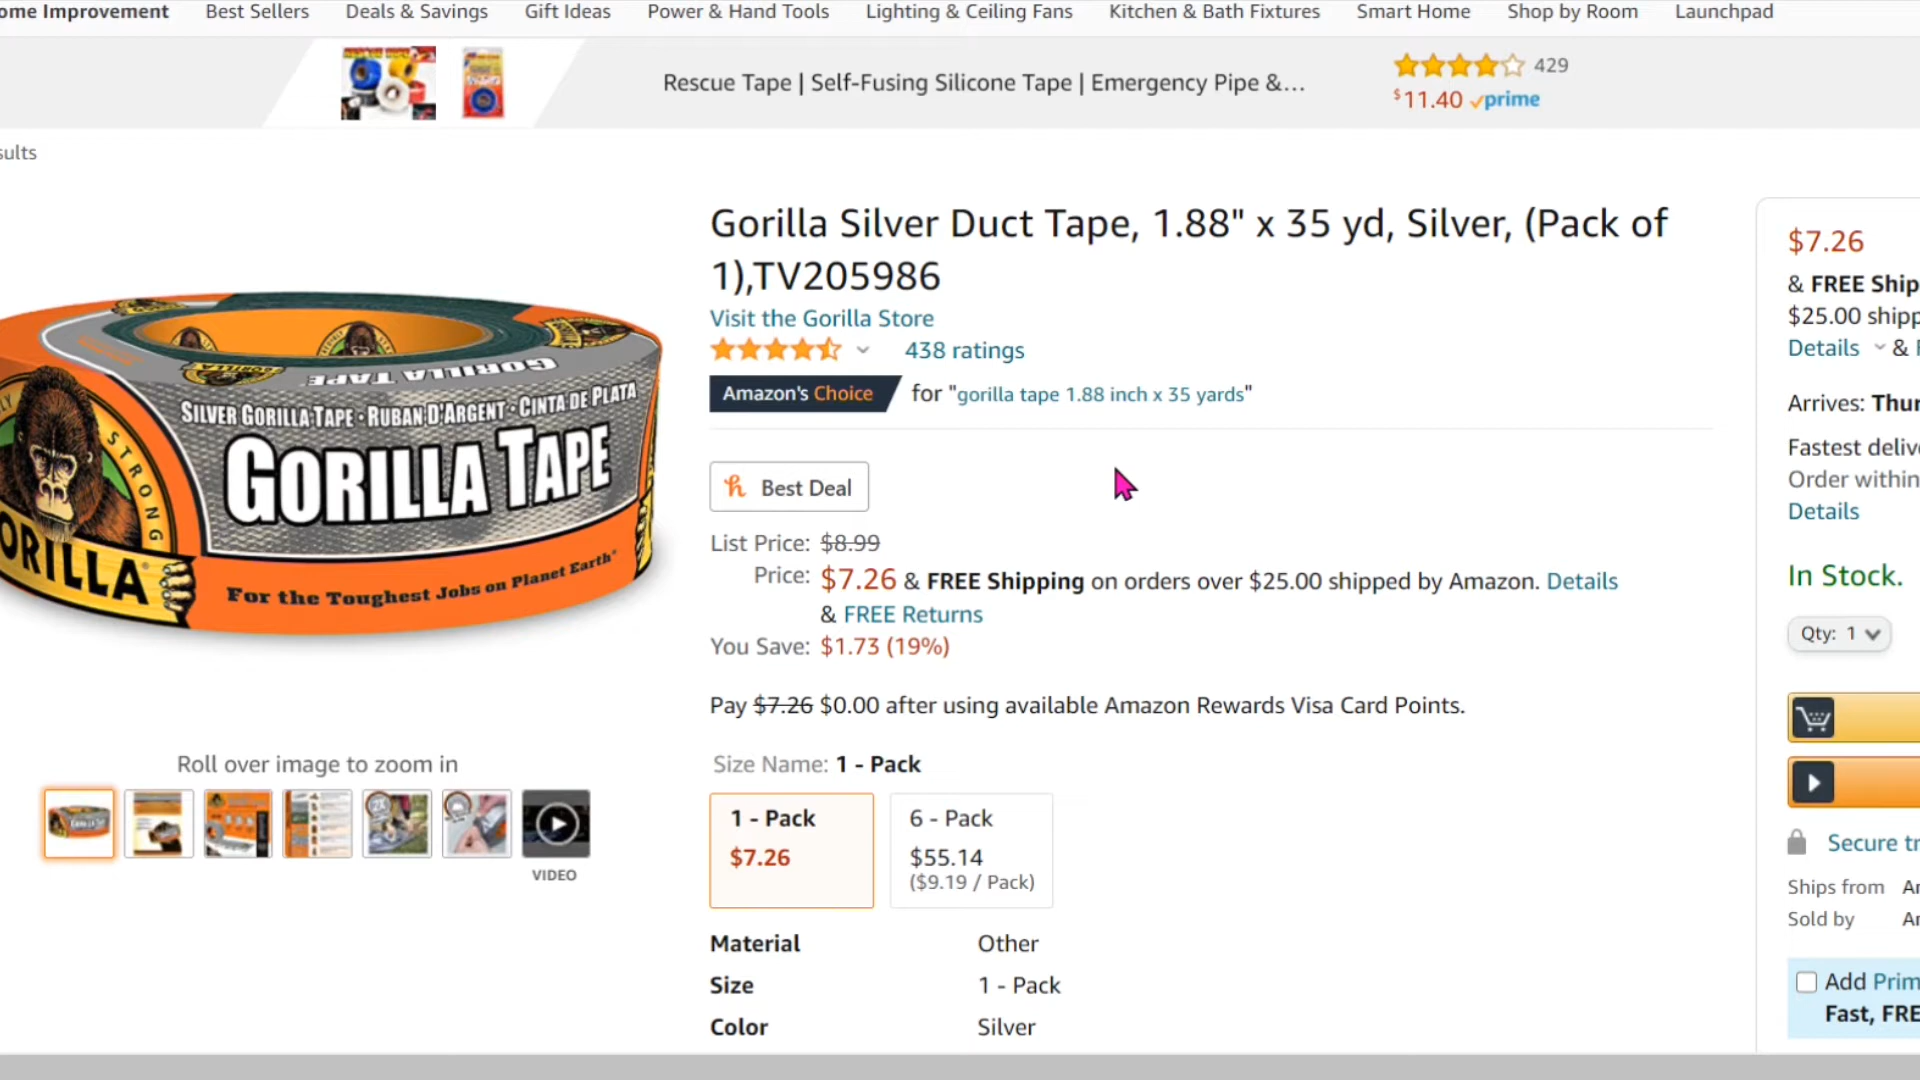 Best Sellers Deals & Savings Gift Ideas Power & Hand Tools Lighting & Ceiling Fans Kitchen & Bath Fixtures Smart Home Shop by Room Launchpad
ome Improvement
Rescue Tape | Self-Fusing Silicone Tape | Emergency Pipe &...
429
$11.40 prime
sults
Gorilla Silver Duct Tape, 1.88" x 35 yd, Silver, (Pack of
1),TV205986
Visit the Gorilla Store
438 ratings
Amazon's Choice for "gorilla tape 1.88 inch x 35 yards"
Best Deal
List Price: $8.99
Price: $7.26 & FREE Shipping on orders over $25.00 shipped by Amazon. Details
& FREE Returns
You Save: $1.73 (19%)
Pay $7.26 $0.00 after using available Amazon Rewards Visa Card Points.
Size Name: 1 - Pack
1 - Pack
$7.26
6 - Pack
$55.14
($9.19 / Pack)
Material Other
Size 1 - Pack
Color Silver
GORILLA TAPE
SILVER GORILLA TAPE · RUBAN D'ARGENT · CINTA DE PLATA
GORILLA TAPE
STRONG
ORILLA
For the Toughest Jobs on Planet Earth®
Roll over image to zoom in
VIDEO
$7.26
& FREE Ship
$25.00 shipp
Details & F
Arrives: Thur
Fastest delive
Order within
Details
In Stock.
Qty: 1
Secure tr
Ships from Am
Sold by Am
Add Prim
Fast, FRE